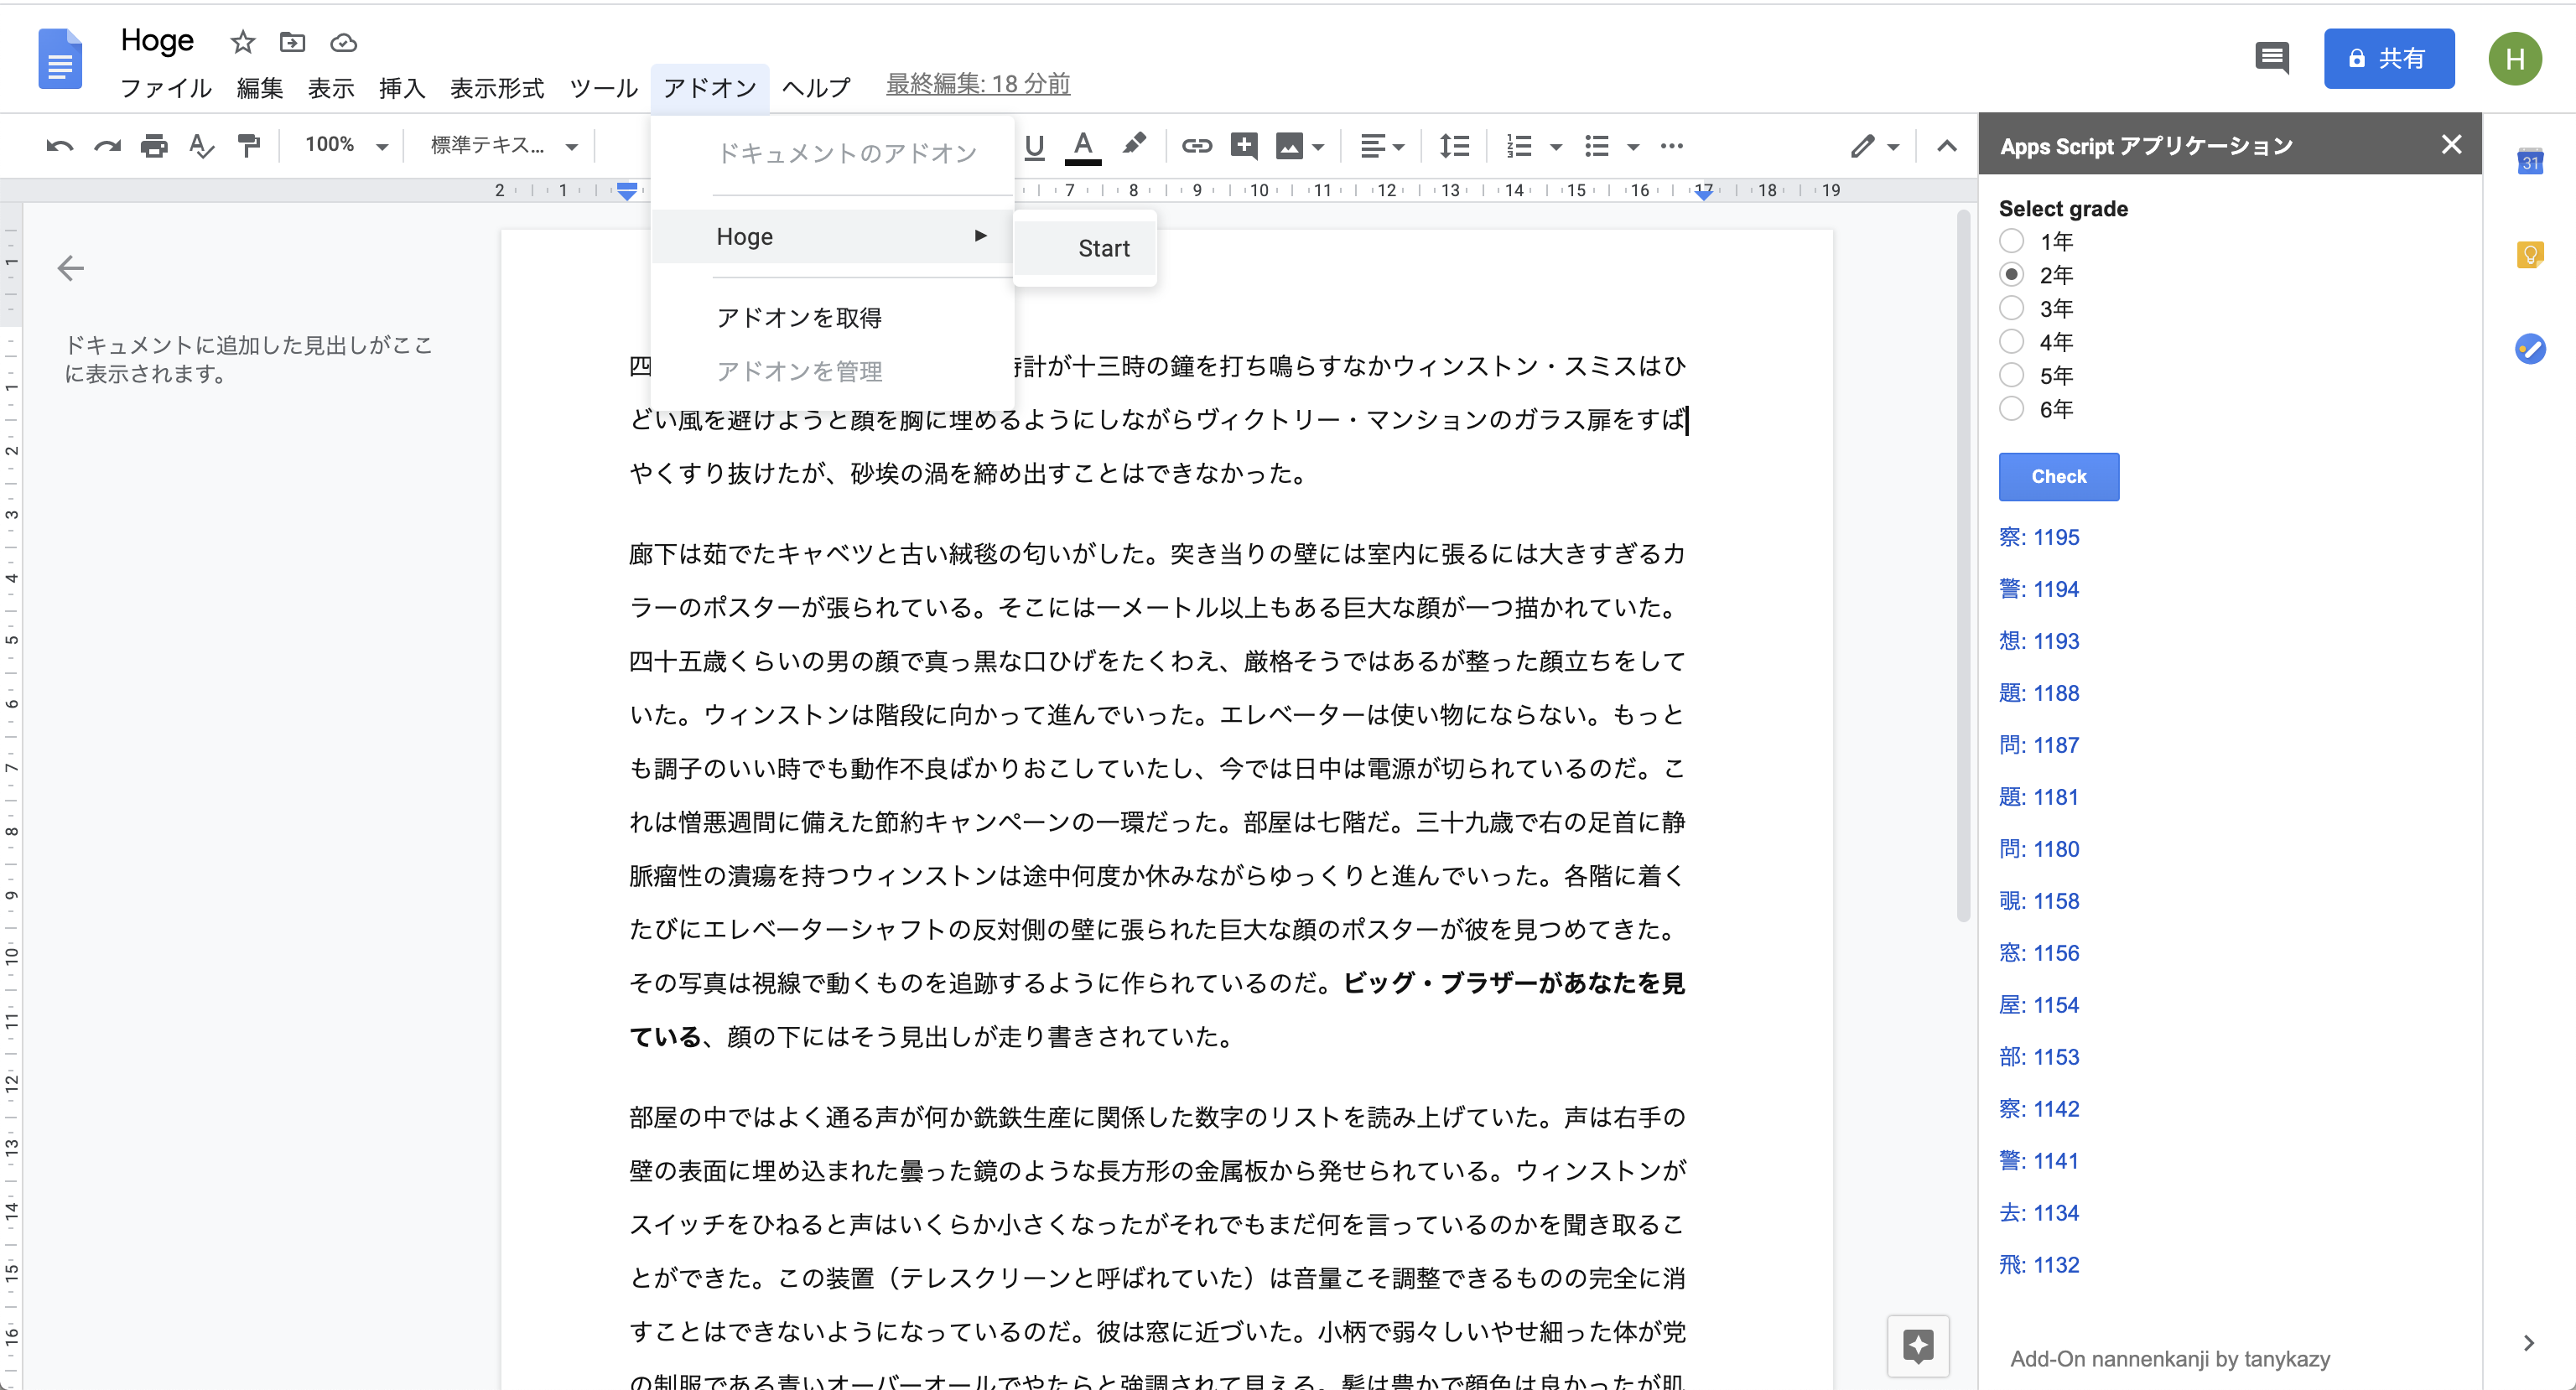 Hoge
ファイル 編集 表示 挿入 表示形式 ツール アドオン ヘルプ 最終編集: 18 分前
共有
H
100% 標準テキス...
2 1 7 8 9 10 11 12 13 14 15 16 17 18 19
ドキュメントのアドオン
Hoge
Start
アドオンを取得
アドオンを管理
ドキュメントに追加した見出しがここ
に表示されます。
1 1 2 3 4 5 6 7 8 9 10 11 12 13 14 15 16
四 時計が十三時の鐘を打ち鳴らすなかウィンストン・スミスはひ
どい風を避けようと顔を胸に埋めるようにしながらヴィクトリー・マンションのガラス扉をすば
やくすり抜けたが、砂埃の渦を締め出すことはできなかった。
廊下は茹でたキャベツと古い絨毯の匂いがした。突き当りの壁には室内に張るには大きすぎるカ
ラーのポスターが張られている。そこには一メートル以上もある巨大な顔が一つ描かれていた。
四十五歳くらいの男の顔で真っ黒な口ひげをたくわえ、厳格そうではあるが整った顔立ちをして
いた。ウィンストンは階段に向かって進んでいった。エレベーターは使い物にならない。もっと
も調子のいい時でも動作不良ばかりおこしていたし、今では日中は電源が切られているのだ。こ
れは憎悪週間に備えた節約キャンペーンの一環だった。部屋は七階だ。三十九歳で右の足首に静
脈瘤性の潰瘍を持つウィンストンは途中何度か休みながらゆっくりと進んでいった。各階に着く
たびにエレベーターシャフトの反対側の壁に張られた巨大な顔のポスターが彼を見つめてきた。
その写真は視線で動くものを追跡するように作られているのだ。ビッグ・ブラザーがあなたを見
ている、顔の下にはそう見出しが走り書きされていた。
部屋の中ではよく通る声が何か銑鉄生産に関係した数字のリストを読み上げていた。声は右手の
壁の表面に埋め込まれた曇った鏡のような長方形の金属板から発せられている。ウィンストンが
スイッチをひねると声はいくらか小さくなったがそれでもまだ何を言っているのかを聞き取るこ
とができた。この装置（テレスクリーンと呼ばれていた）は音量こそ調整できるものの完全に消
すことはできないようになっているのだ。彼は窓に近づいた。小柄で弱々しいやせ細った体が党
の制服である青いオーバーオールでやたらと強調されて見える。髪は豊かで顔色は良かったが肌
Apps Script アプリケーション
Select grade
1年
2年
3年
4年
5年
6年
Check
察: 1195
警: 1194
想: 1193
題: 1188
問: 1187
題: 1181
問: 1180
覗: 1158
窓: 1156
屋: 1154
部: 1153
察: 1142
警: 1141
去: 1134
飛: 1132
Add-On nannenkanji by tanykazy
31